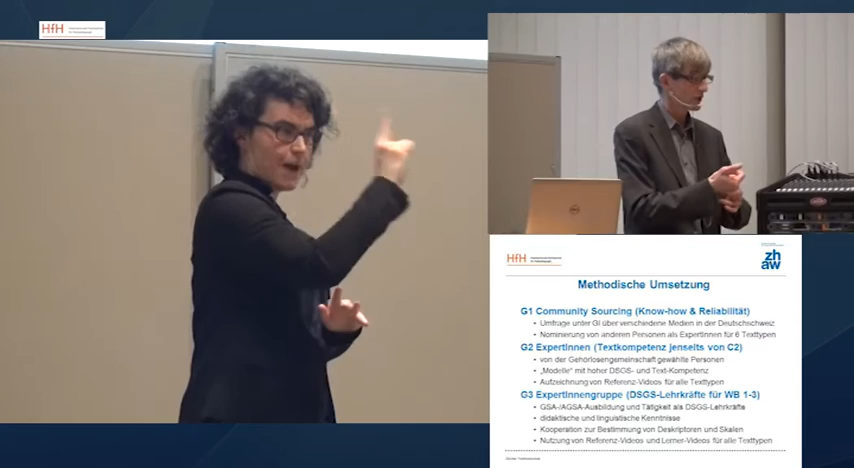 HfH
HfH
zh
aw
Methodische Umsetzung
G1 Community Sourcing (Know-how & Reliabilität)
• Umfrage unter GI über verschiedene Medien in der Deutschschweiz
• Nominierung von anderen Personen als ExpertInnen für 6 Texttypen
G2 ExpertInnen (Textkompetenz jenseits von C2)
• von der Gehörlosengemeinschaft gewählte Personen
• „Modelle“ mit hoher DSGS- und Text-Kompetenz
• Aufzeichnung von Referenz-Videos für alle Texttypen
G3 ExpertInnengruppe (DSGS-Lehrkräfte für WB 1-3)
• GSA-/AGSA-Ausbildung und Tätigkeit als DSGS-Lehrkräfte
• didaktische und linguistische Kenntnisse
• Kooperation zur Bestimmung von Deskriptoren und Skalen
• Nutzung von Referenz-Videos und Lerner-Videos für alle Texttypen